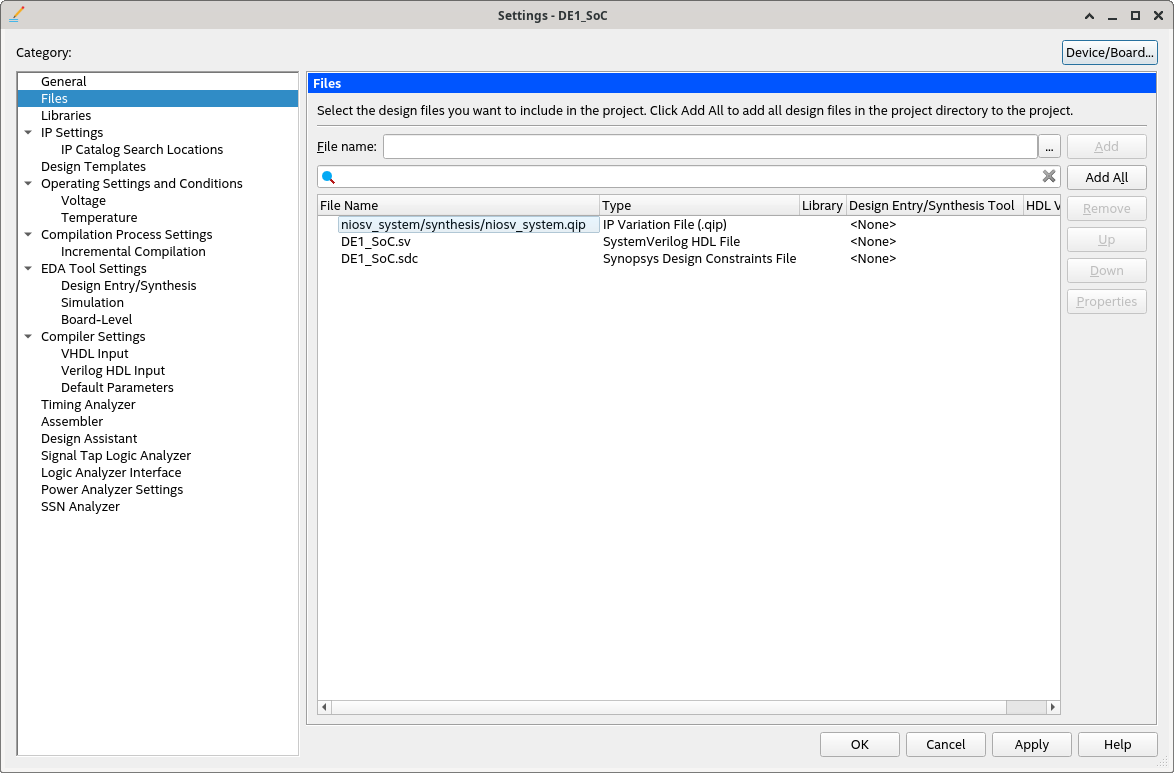 Settings - DE1_SoC
Category:
Device/Board...
General
Files
Libraries
IP Settings
IP Catalog Search Locations
Design Templates
Operating Settings and Conditions
Voltage
Temperature
Compilation Process Settings
Incremental Compilation
EDA Tool Settings
Design Entry/Synthesis
Simulation
Board-Level
Compiler Settings
VHDL Input
Verilog HDL Input
Default Parameters
Timing Analyzer
Assembler
Design Assistant
Signal Tap Logic Analyzer
Logic Analyzer Interface
Power Analyzer Settings
SSN Analyzer
Files
Select the design files you want to include in the project. Click Add All to add all design files in the project directory to the project.
File name: ... Add
Add All
File Name Type Library Design Entry/Synthesis Tool HDL V
niosv_system/synthesis/niosv_system.qip IP Variation File (.qip) <None>
DE1_SoC.sv SystemVerilog HDL File <None>
DE1_SoC.sdc Synopsys Design Constraints File <None>
Remove
Up
Down
Properties
OK Cancel Apply Help